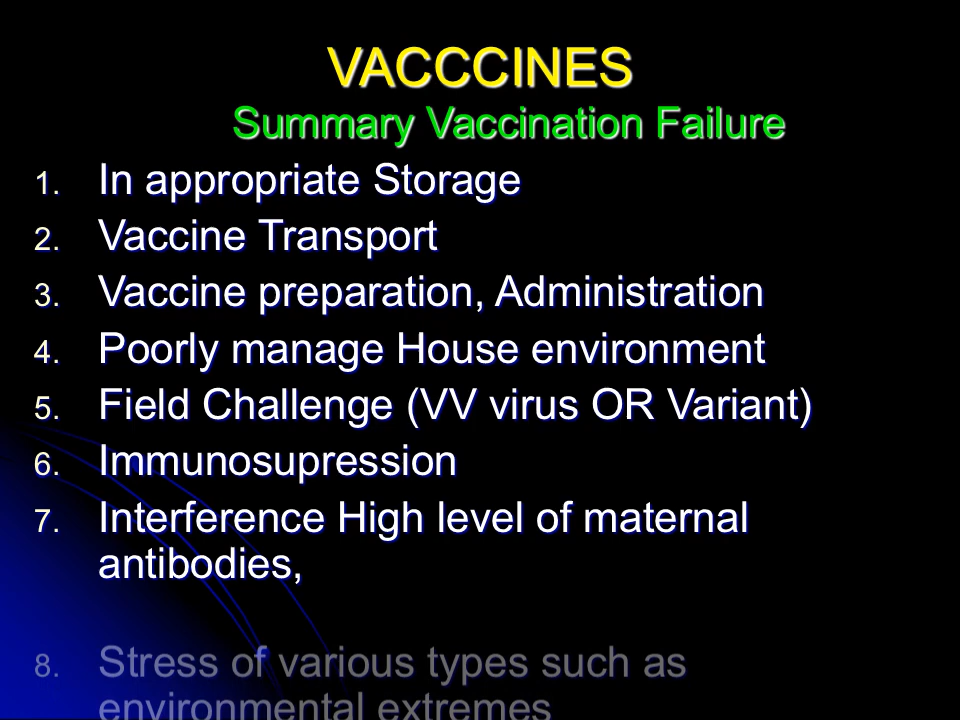 VACCCINES
Summary Vaccination Failure
1. In appropriate Storage
2. Vaccine Transport
3. Vaccine preparation, Administration
4. Poorly manage House environment
5. Field Challenge (VV virus OR Variant)
6. Immunosupression
7. Interference High level of maternal
antibodies,
8. Stress of various types such as
environmental extremes